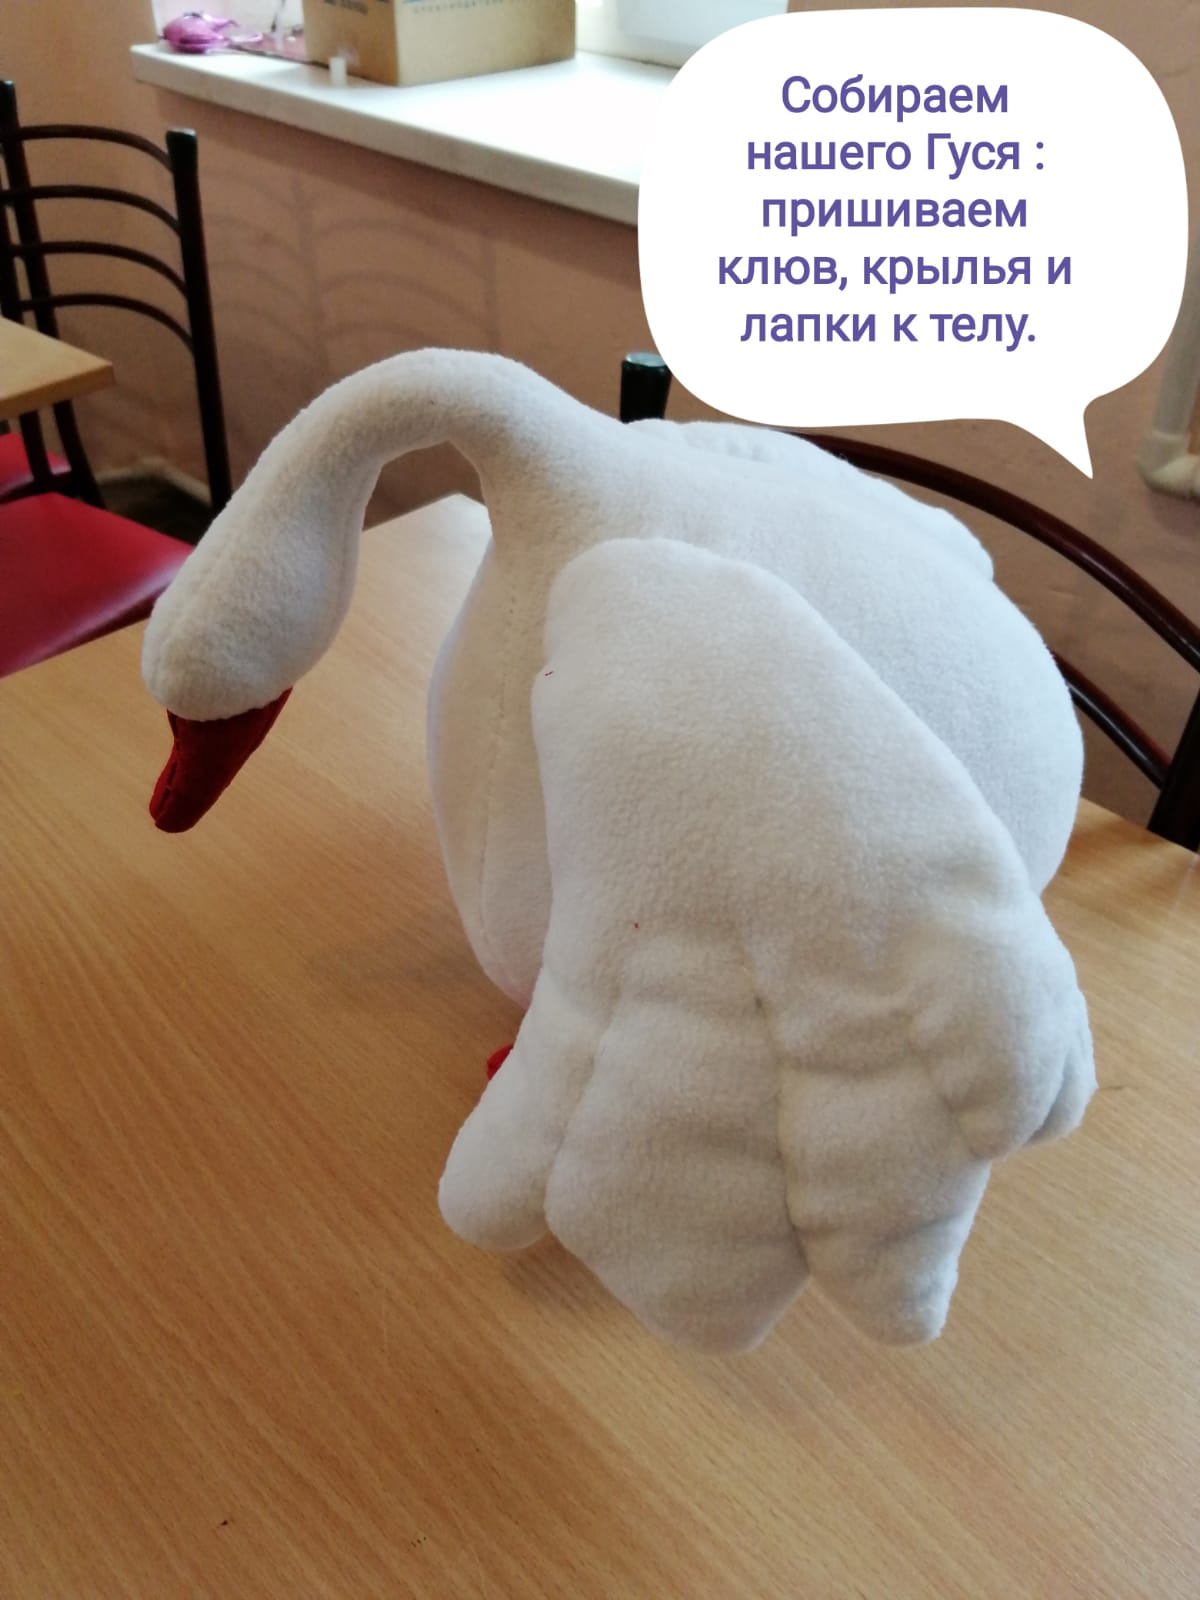 Собираем
нашего Гуся :
пришиваем
клюв, крылья и
лапки к телу.